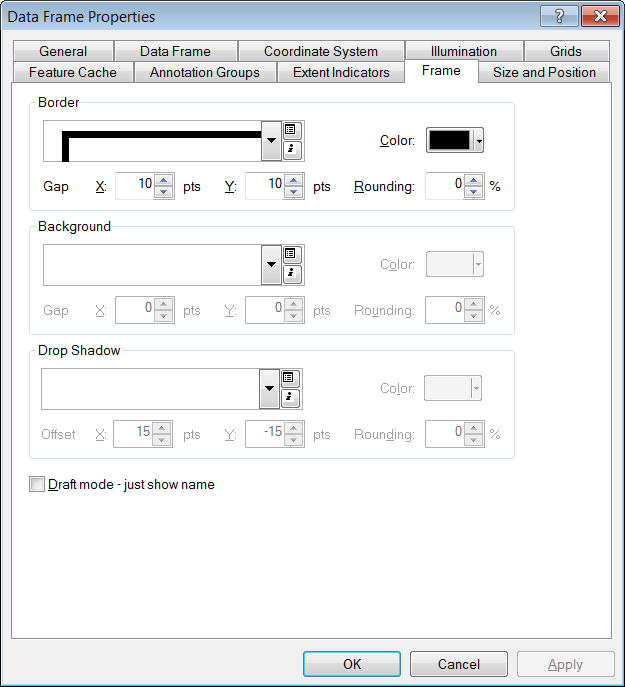 Data Frame Properties
?
General Data Frame Coordinate System Illumination Grids
Feature Cache Annotation Groups Extent Indicators Frame Size and Position
Border
Color:
Gap X: 10 pts Y: 10 pts Rounding: 0 %
Background
Color:
Gap X: 0 pts Y: 0 pts Rounding: 0 %
Drop Shadow
Color:
Offset X: 15 pts Y: -15 pts Rounding: 0 %
Draft mode - just show name
OK Cancel Apply